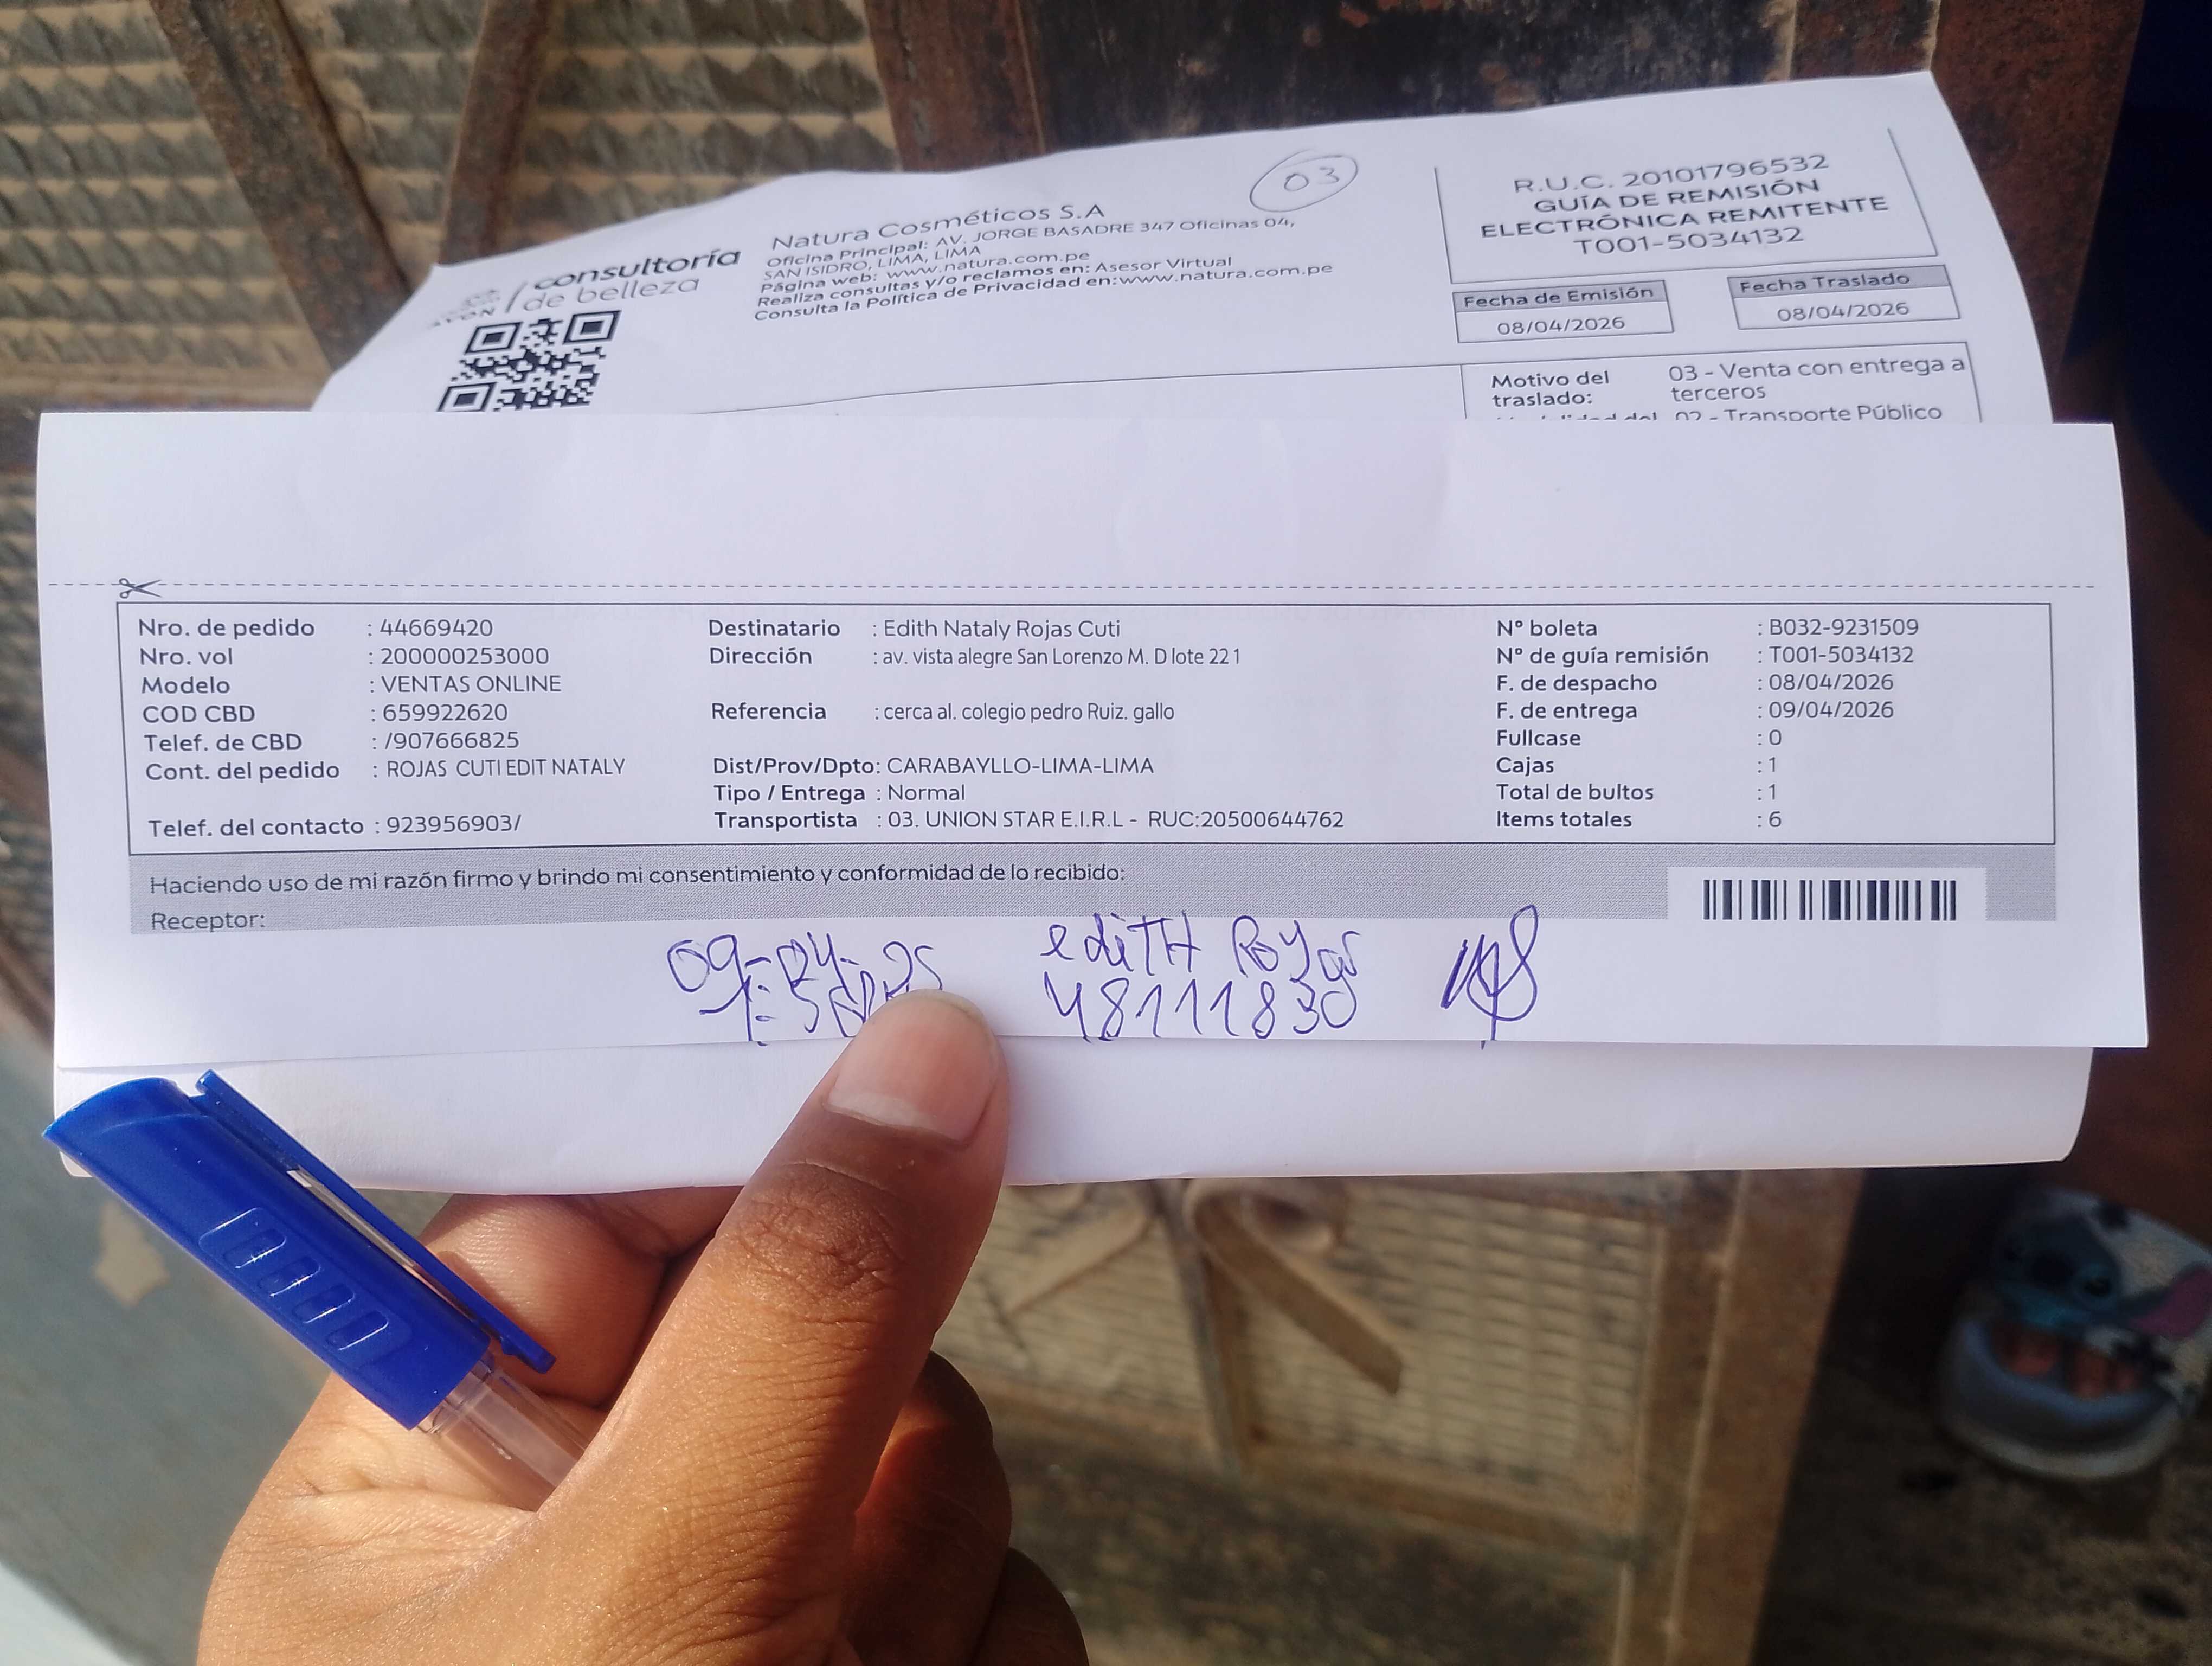 03
consultoría
de belleza
AVON
Natura Cosméticos S.A
Oficina Principal: AV. JORGE BASADRE 347 Oficinas 04,
SAN ISIDRO, LIMA, LIMA
Página web: www.natura.com.pe
Realiza consultas y/o reclamos en: Asesor Virtual
Consulta la Política de Privacidad en:www.natura.com.pe
R.U.C. 20101796532
GUÍA DE REMISIÓN
ELECTRÓNICA REMITENTE
T001-5034132
Fecha de Emisión
08/04/2026
Fecha Traslado
08/04/2026
Motivo del traslado: 03 - Venta con entrega a
terceros
02 - Transporte Público
Nro. de pedido : 44669420
Nro. vol : 200000253000
Modelo : VENTAS ONLINE
COD CBD : 659922620
Telef. de CBD : /907666825
Cont. del pedido : ROJAS CUTI EDIT NATALY
Telef. del contacto : 923956903/
Destinatario : Edith Nataly Rojas Cuti
Dirección : av. vista alegre San Lorenzo M. D lote 22 1
Referencia : cerca al. colegio pedro Ruiz. gallo
Dist/Prov/Dpto: CARABAYLLO-LIMA-LIMA
Tipo / Entrega : Normal
Transportista : 03. UNION STAR E.I.R.L - RUC:20500644762
N° boleta : B032-9231509
N° de guía remisión : T001-5034132
F. de despacho : 08/04/2026
F. de entrega : 09/04/2026
Fullcase : 0
Cajas : 1
Total de bultos : 1
Items totales : 6
Haciendo uso de mi razón firmo y brindo mi consentimiento y conformidad de lo recibido:
Receptor:
09-04- edith
48111830